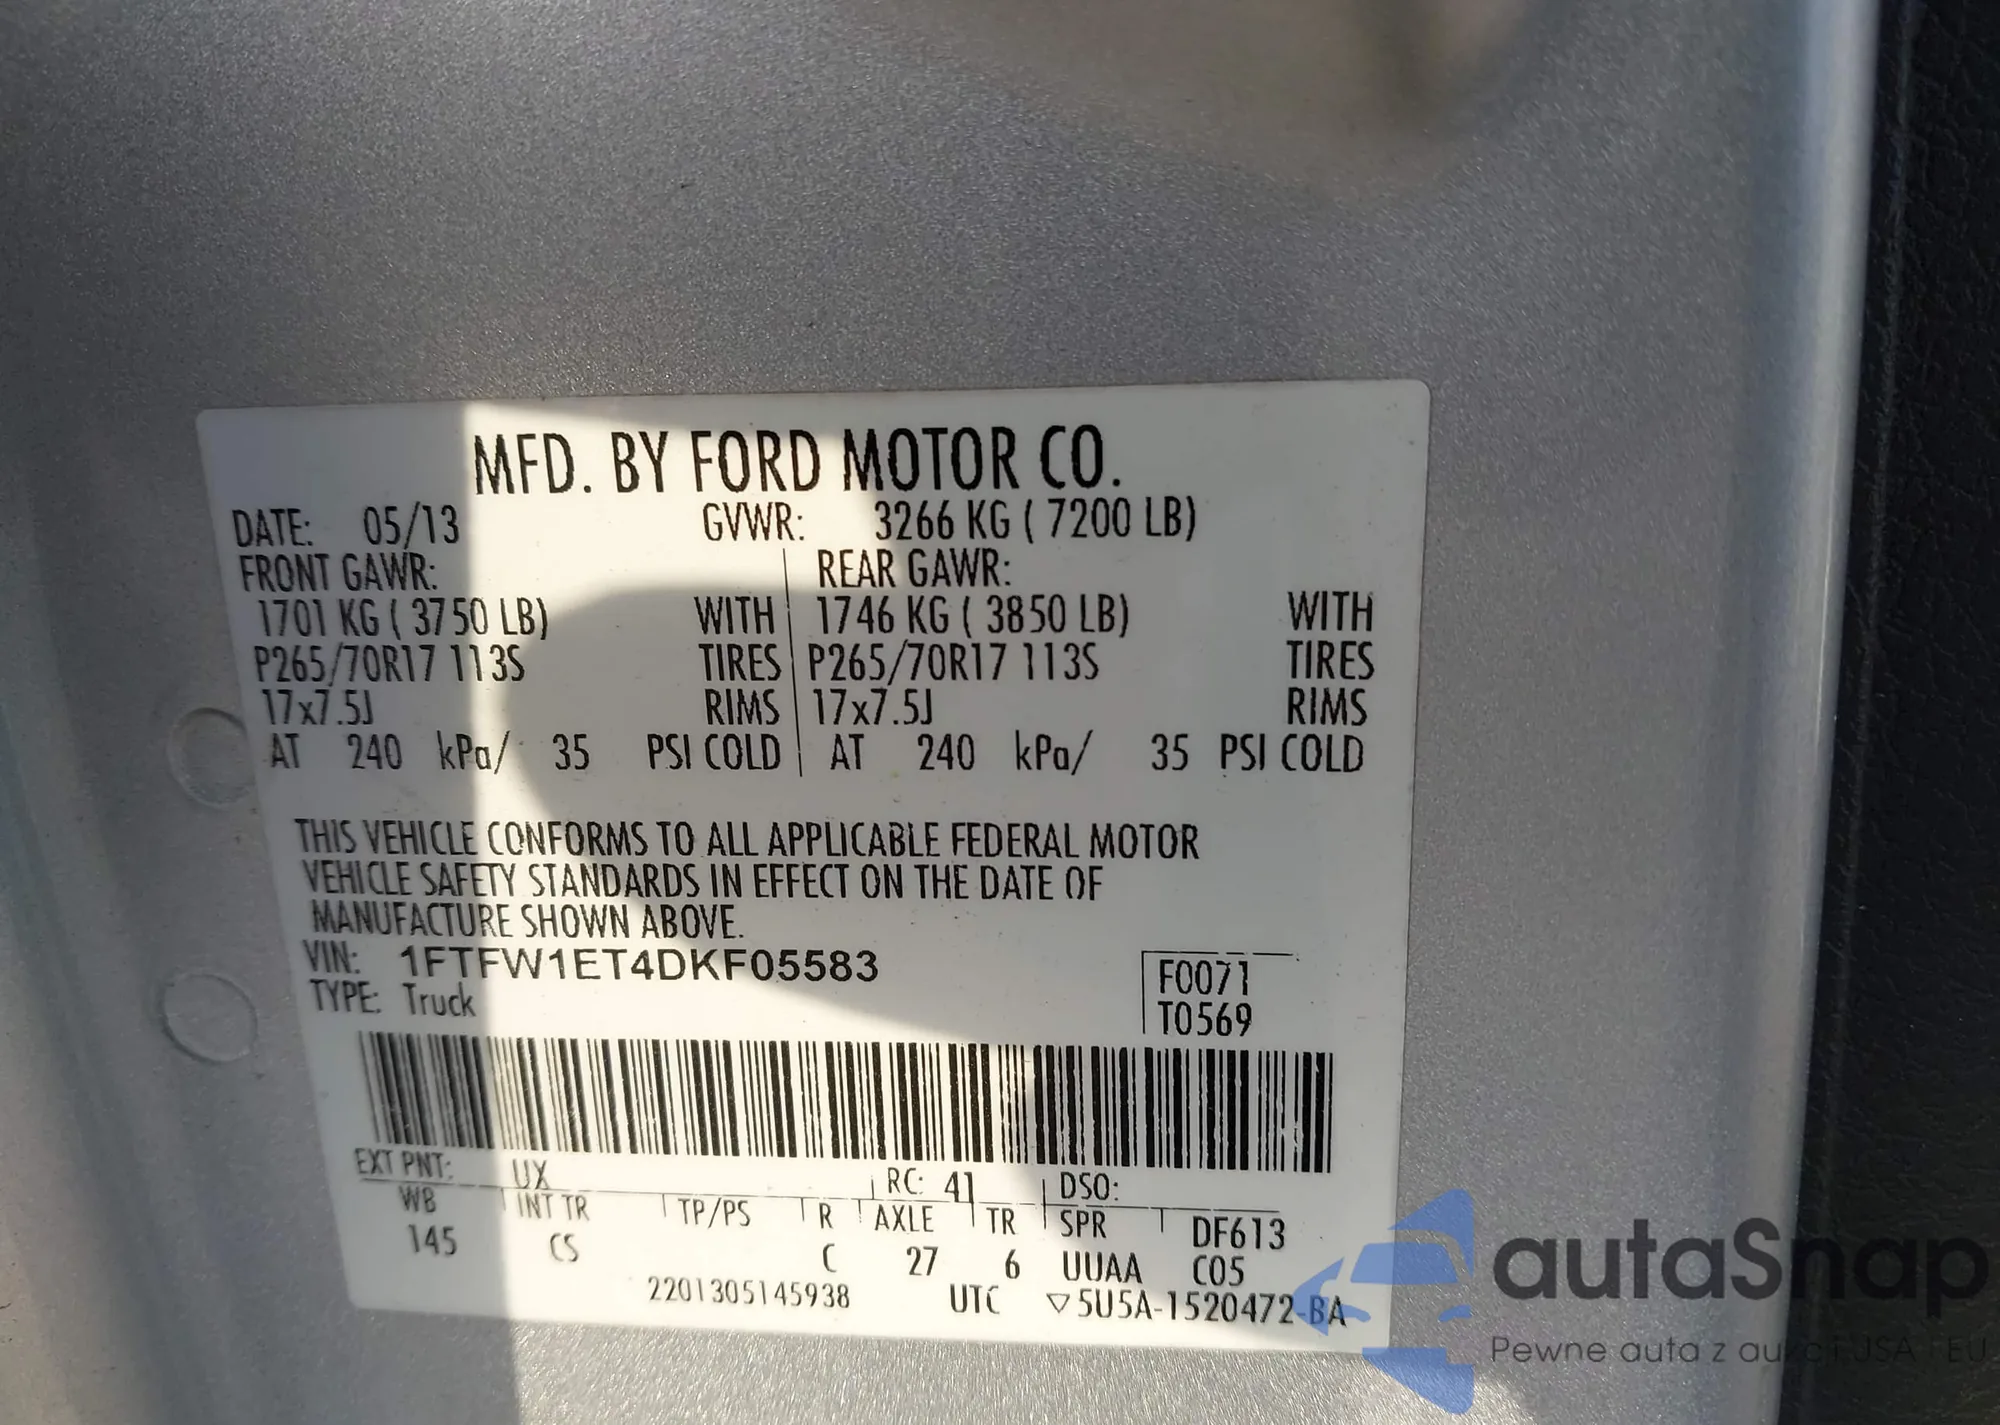 MFD. BY FORD MOTOR CO.
DATE: 05/13 GVWR: 3266 KG ( 7200 LB)
FRONT GAWR: REAR GAWR:
1701 KG ( 3750 LB) WITH 1746 KG ( 3850 LB) WITH
P265/70R17 113S TIRES P265/70R17 113S TIRES
17x7.5J RIMS 17x7.5J RIMS
AT 240 kPa/ 35 PSI COLD AT 240 kPa/ 35 PSI COLD
THIS VEHICLE CONFORMS TO ALL APPLICABLE FEDERAL MOTOR
VEHICLE SAFETY STANDARDS IN EFFECT ON THE DATE OF
MANUFACTURE SHOWN ABOVE.
VIN: 1FTFW1ET4DKF05583
TYPE: Truck
F0071
T0569
EXT PNT: UX RC: 41 DSO:
WB INT TR TP/PS R AXLE TR SPR DF613
145 CS C 27 6 UUAA C05
2201305145938 UTC ▽5U5A-1520472-BA
autaSnap
Pewne auta z aukcji USA i EU